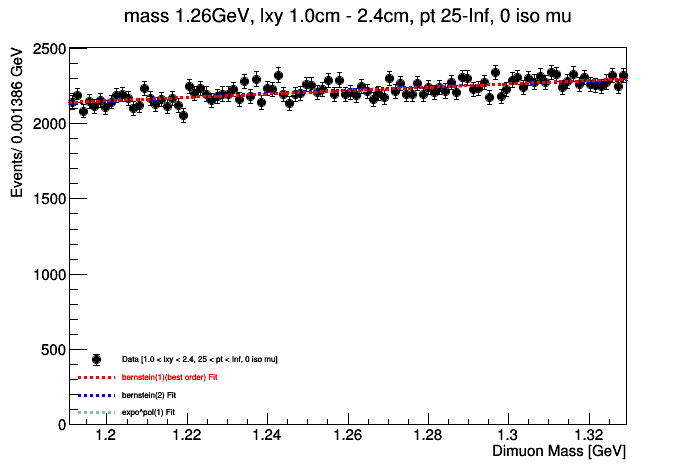 mass 1.26GeV, lxy 1.0cm - 2.4cm, pt 25-Inf, 0 iso mu
Events/ 0.001386 GeV
2500
2000
1500
1000
500
0
Data [1.0 < lxy < 2.4, 25 < pt < Inf, 0 iso mu]
bernstein(1)(best order) Fit
bernstein(2) Fit
expo^pol(1) Fit
1.2 1.22 1.24 1.26 1.28 1.3 1.32
Dimuon Mass [GeV]